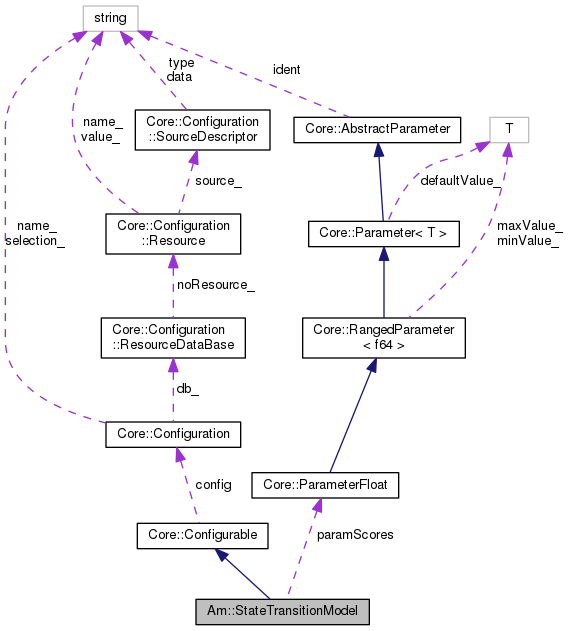 string
type
data
ident
name_
value_
Core::Configuration
::SourceDescriptor
Core::AbstractParameter
T
source_
defaultValue_
name_
selection_
Core::Configuration
::Resource
Core::Parameter< T >
maxValue_
minValue_
noResource_
Core::Configuration
::ResourceDataBase
Core::RangedParameter
< f64 >
db_
Core::Configuration
config
Core::ParameterFloat
Core::Configurable
paramScores
Am::StateTransitionModel